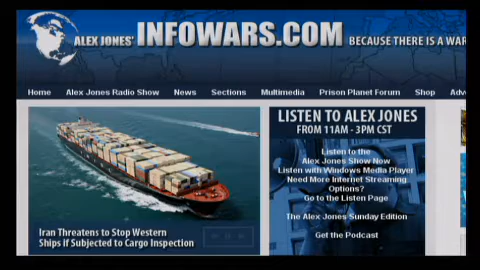 ALEX JONES' INFOWARS.COM BECAUSE THERE IS A WAR
Home Alex Jones Radio Show News Sections Multimedia Prison Planet Forum Shop Adv
LISTEN TO ALEX JONES
FROM 11AM - 3PM CST
Listen to the
Alex Jones Show Now
Listen with Windows Media Player
Need More Internet Streaming
Options?
Go to the Listen Page
The Alex Jones Sunday Edition
Get the Podcast
Iran Threatens to Stop Western
Ships if Subjected to Cargo Inspection